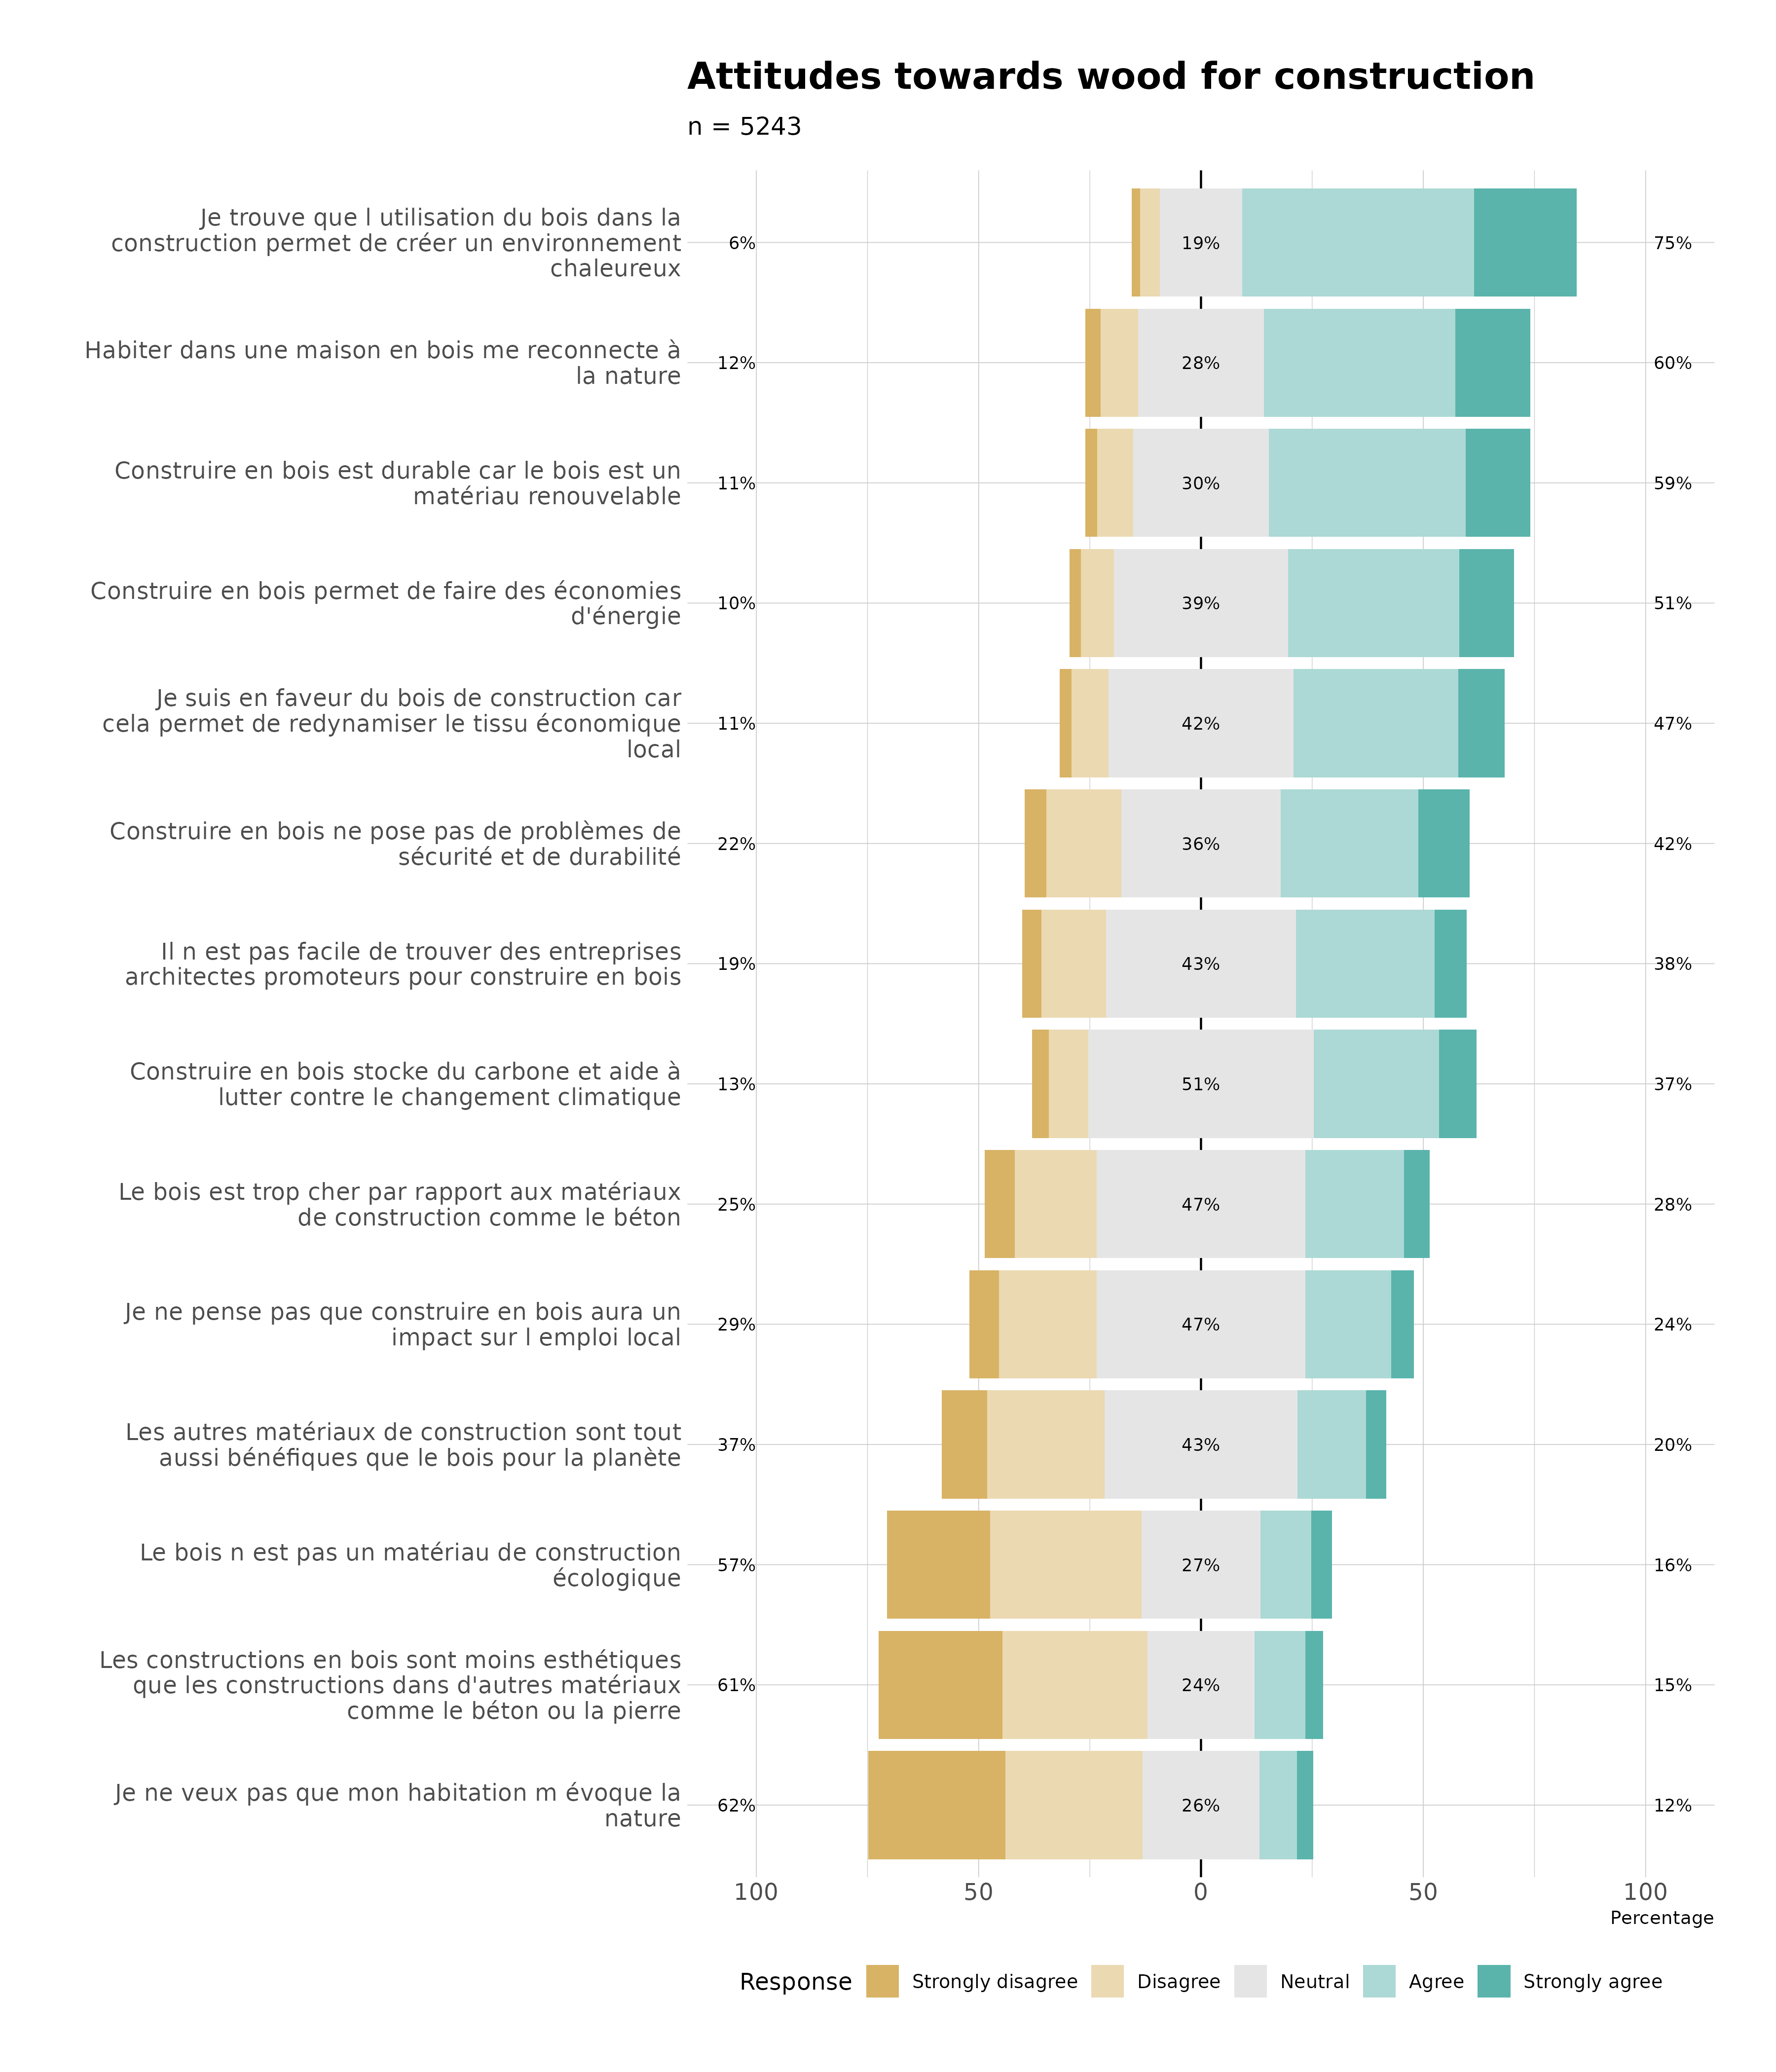 Attitudes towards wood for construction
n = 5243
Je trouve que l utilisation du bois dans la
construction permet de créer un environnement
chaleureux
6%
19%
75%
Habiter dans une maison en bois me reconnecte à
la nature
12%
28%
60%
Construire en bois est durable car le bois est un
matériau renouvelable
11%
30%
59%
Construire en bois permet de faire des économies
d'énergie
10%
39%
51%
Je suis en faveur du bois de construction car
cela permet de redynamiser le tissu économique
local
11%
42%
47%
Construire en bois ne pose pas de problèmes de
sécurité et de durabilité
22%
36%
42%
Il n est pas facile de trouver des entreprises
architectes promoteurs pour construire en bois
19%
43%
38%
Construire en bois stocke du carbone et aide à
lutter contre le changement climatique
13%
51%
37%
Le bois est trop cher par rapport aux matériaux
de construction comme le béton
25%
47%
28%
Je ne pense pas que construire en bois aura un
impact sur l emploi local
29%
47%
24%
Les autres matériaux de construction sont tout
aussi bénéfiques que le bois pour la planète
37%
43%
20%
Le bois n est pas un matériau de construction
écologique
57%
27%
16%
Les constructions en bois sont moins esthétiques
que les constructions dans d'autres matériaux
comme le béton ou la pierre
61%
24%
15%
Je ne veux pas que mon habitation m évoque la
nature
62%
26%
12%
100 50 0 50 100
Percentage
Response Strongly disagree Disagree Neutral Agree Strongly agree